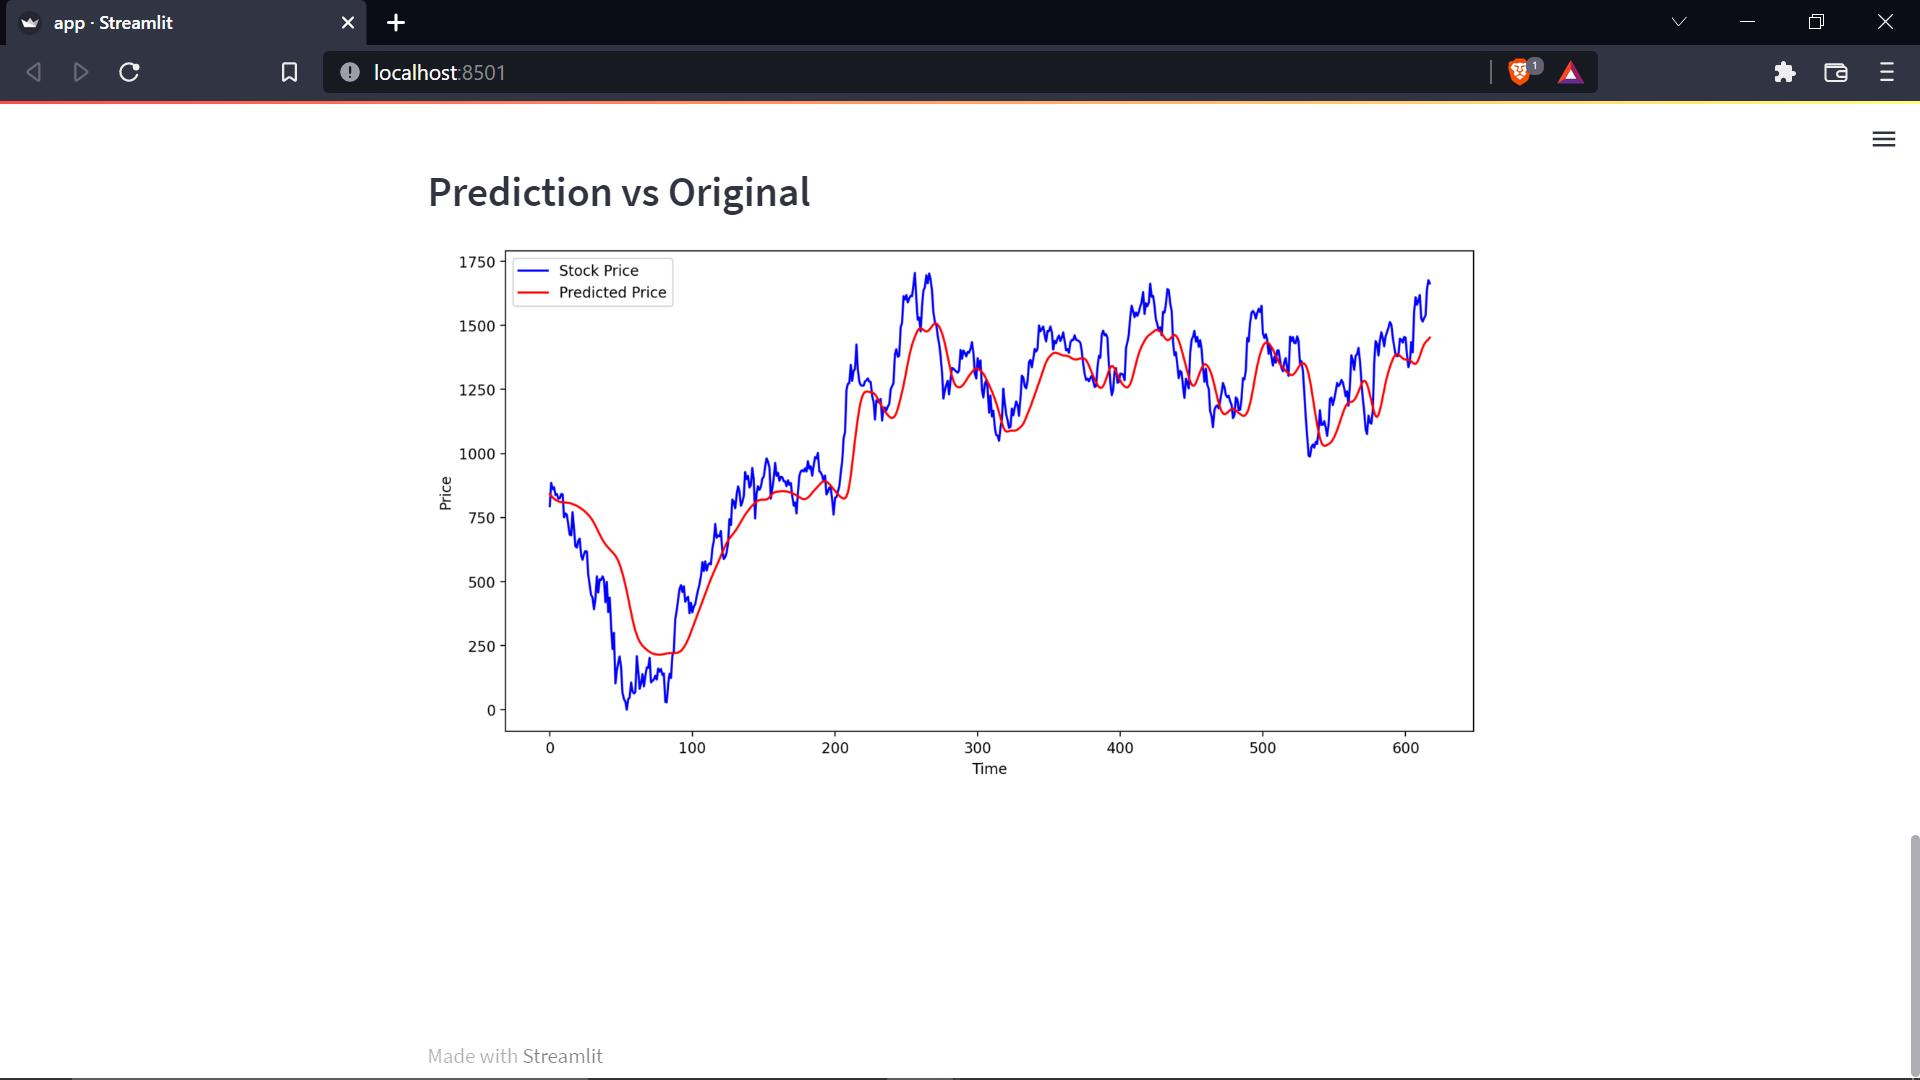 app · Streamlit
localhost:8501
1
Prediction vs Original
Stock Price
Predicted Price
1750
1500
1250
1000
750
500
250
0
Price
0 100 200 300 400 500 600
Time
Made with Streamlit